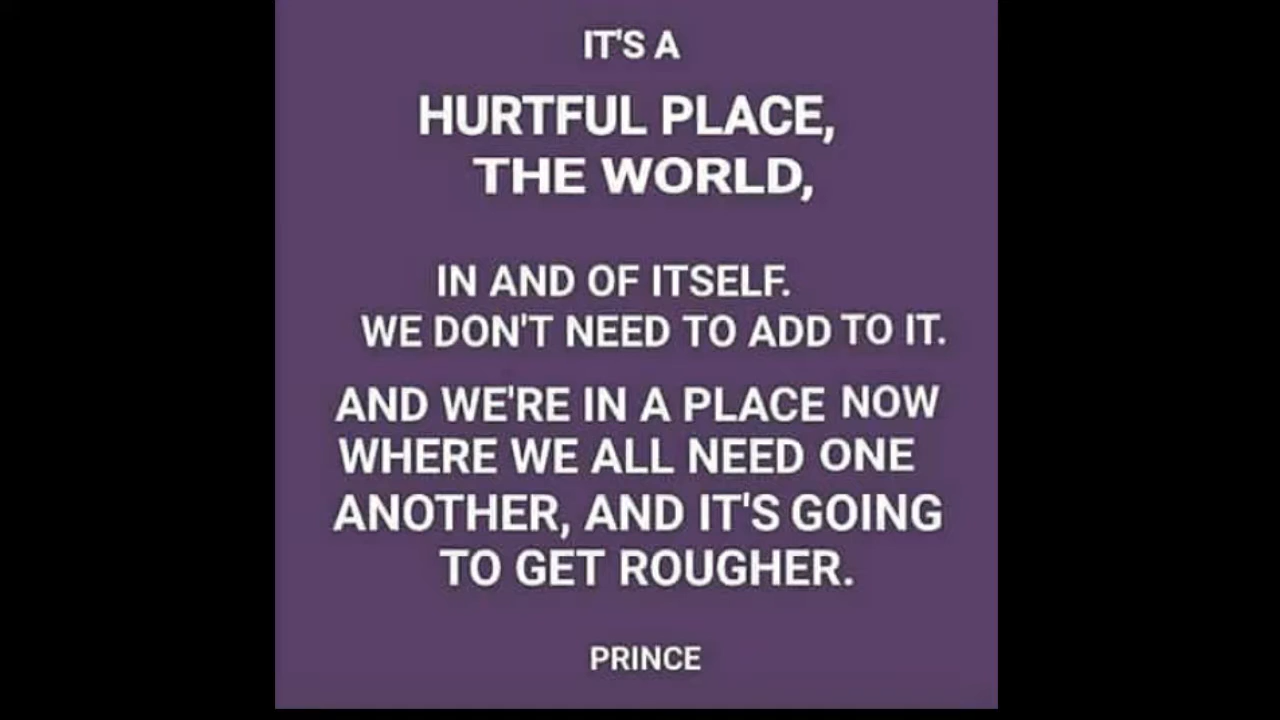 IT'S A
HURTFUL PLACE,
THE WORLD,
IN AND OF ITSELF.
WE DON'T NEED TO ADD TO IT.
AND WE'RE IN A PLACE NOW
WHERE WE ALL NEED ONE
ANOTHER, AND IT'S GOING
TO GET ROUGHER.
PRINCE